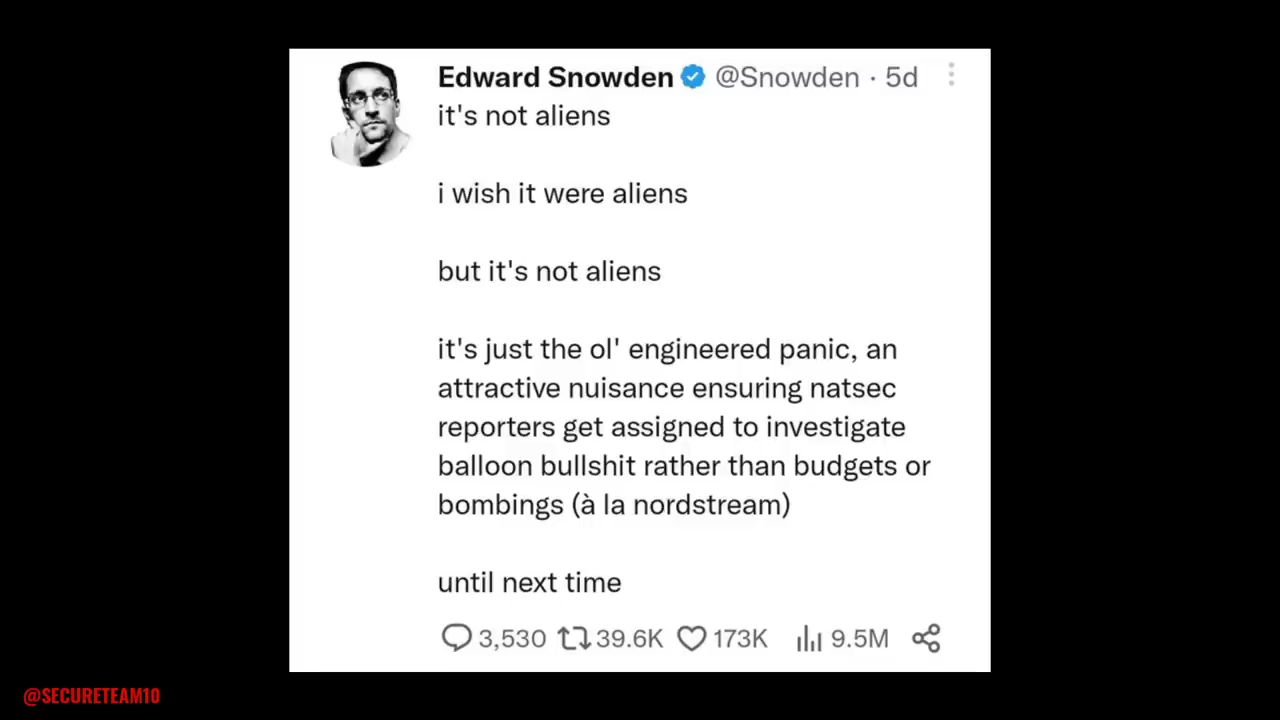 Edward Snowden @Snowden · 5d
it's not aliens
i wish it were aliens
but it's not aliens
it's just the ol' engineered panic, an
attractive nuisance ensuring natsec
reporters get assigned to investigate
balloon bullshit rather than budgets or
bombings (à la nordstream)
until next time
3,530 39.6K 173K 9.5M
@SECURETEAM10